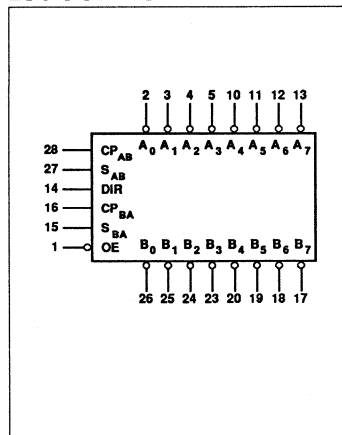 2 3 4 5 10 11 12 13
A0 A1 A2 A3 A4 A5 A6 A7
28 CPAB
27 SAB
14 DIR
16 CPBA
15 SBA
1 OE
B0 B1 B2 B3 B4 B5 B6 B7
26 25 24 23 20 19 18 17